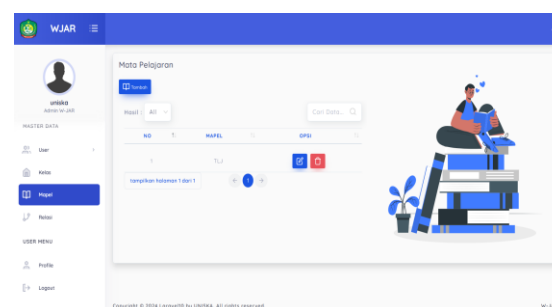 WJAR
uniska
Admin W-JAR
MASTER DATA
User
Kelas
Mapel
Relasi
USER MENU
Profile
Logout
Mata Pelajaran
Tambah
Hasil : All
Cari Data...
NO MAPEL OPSI
1 TIJ
tampilkan halaman 1 dari 1
1
Copyright © 2024 Laravel10 by UNISKA. All rights reserved.